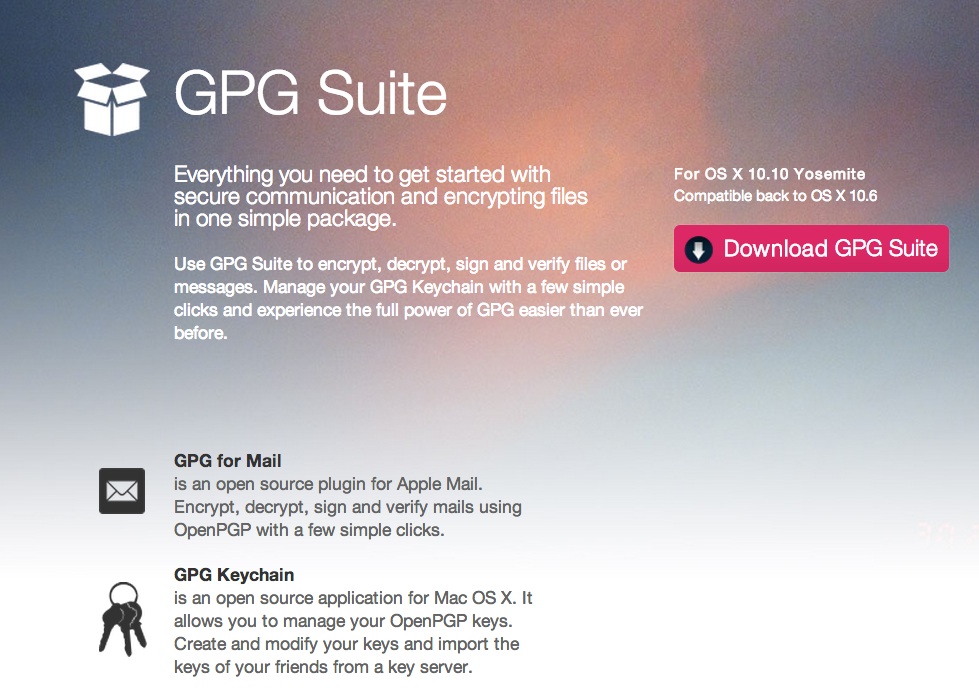 GPG Suite
Everything you need to get started with
secure communication and encrypting files
in one simple package.
For OS X 10.10 Yosemite
Compatible back to OS X 10.6
Download GPG Suite
Use GPG Suite to encrypt, decrypt, sign and verify files or
messages. Manage your GPG Keychain with a few simple
clicks and experience the full power of GPG easier than ever
before.
GPG for Mail
is an open source plugin for Apple Mail.
Encrypt, decrypt, sign and verify mails using
OpenPGP with a few simple clicks.
GPG Keychain
is an open source application for Mac OS X. It
allows you to manage your OpenPGP keys.
Create and modify your keys and import the
keys of your friends from a key server.